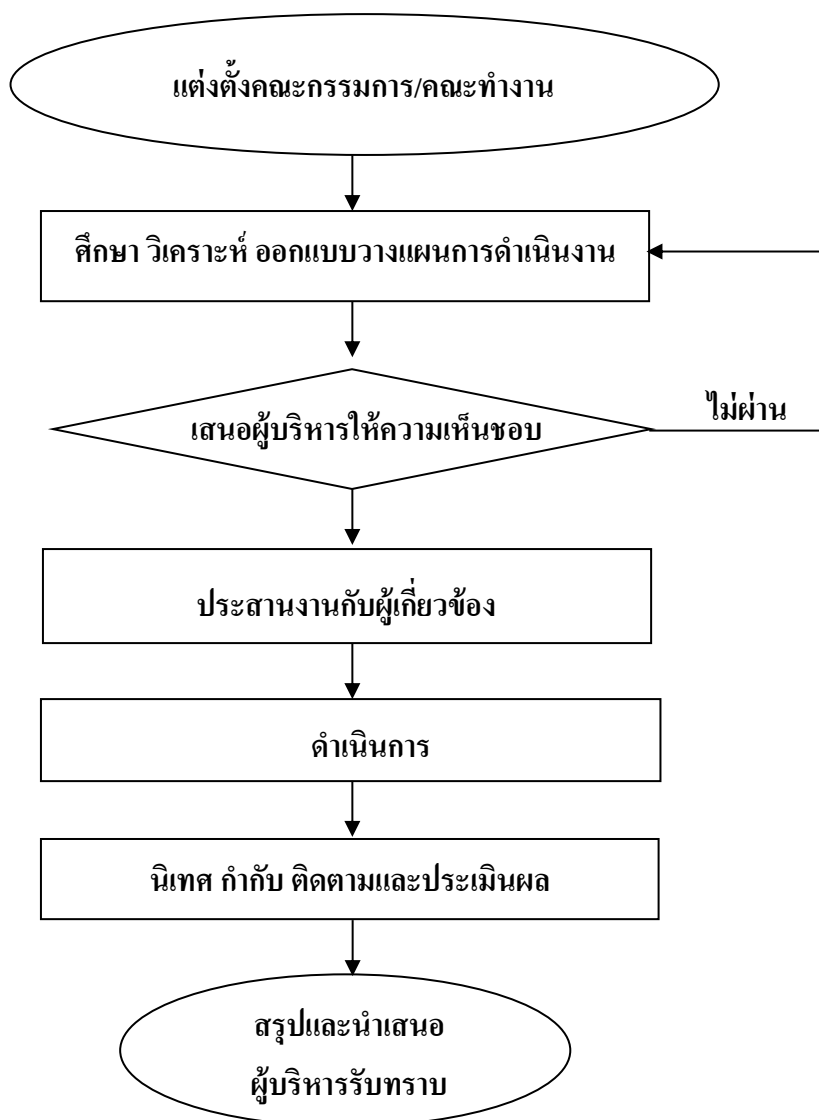 แต่งตั้งคณะกรรมการ/คณะทำงาน
ศึกษา วิเคราะห์ ออกแบบวางแผนการดำเนินงาน
เสนอผู้บริหารให้ความเห็นชอบ
ไม่ผ่าน
ประสานงานกับผู้เกี่ยวข้อง
ดำเนินการ
นิเทศ กำกับ ติดตามและประเมินผล
สรุปและนำเสนอ
ผู้บริหารรับทราบ